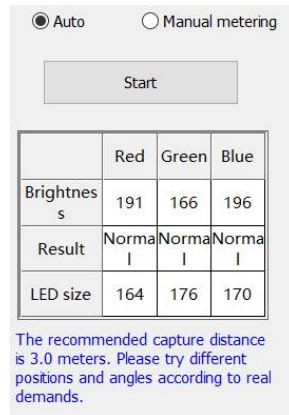 Auto Manual metering
Start
Red Green Blue
Brightnes
s 191 166 196
Result Norma
l Norma
l Norma
l
LED size 164 176 170
The recommended capture distance
is 3.0 meters. Please try different
positions and angles according to real
demands.